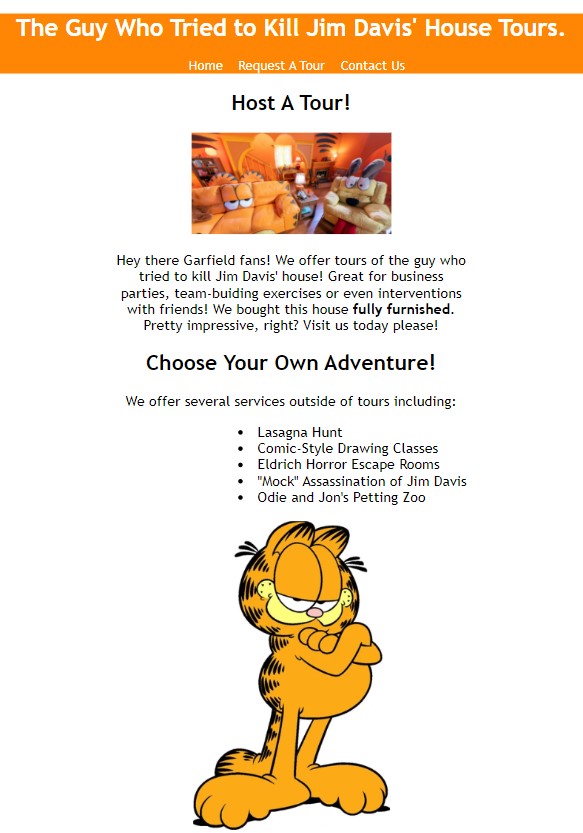 The Guy Who Tried to Kill Jim Davis' House Tours.
Home Request A Tour Contact Us
Host A Tour!
Hey there Garfield fans! We offer tours of the guy who
tried to kill Jim Davis' house! Great for business
parties, team-buiding exercises or even interventions
with friends! We bought this house fully furnished.
Pretty impressive, right? Visit us today please!
Choose Your Own Adventure!
We offer several services outside of tours including:
• Lasagna Hunt
• Comic-Style Drawing Classes
• Eldrich Horror Escape Rooms
• "Mock" Assassination of Jim Davis
• Odie and Jon's Petting Zoo